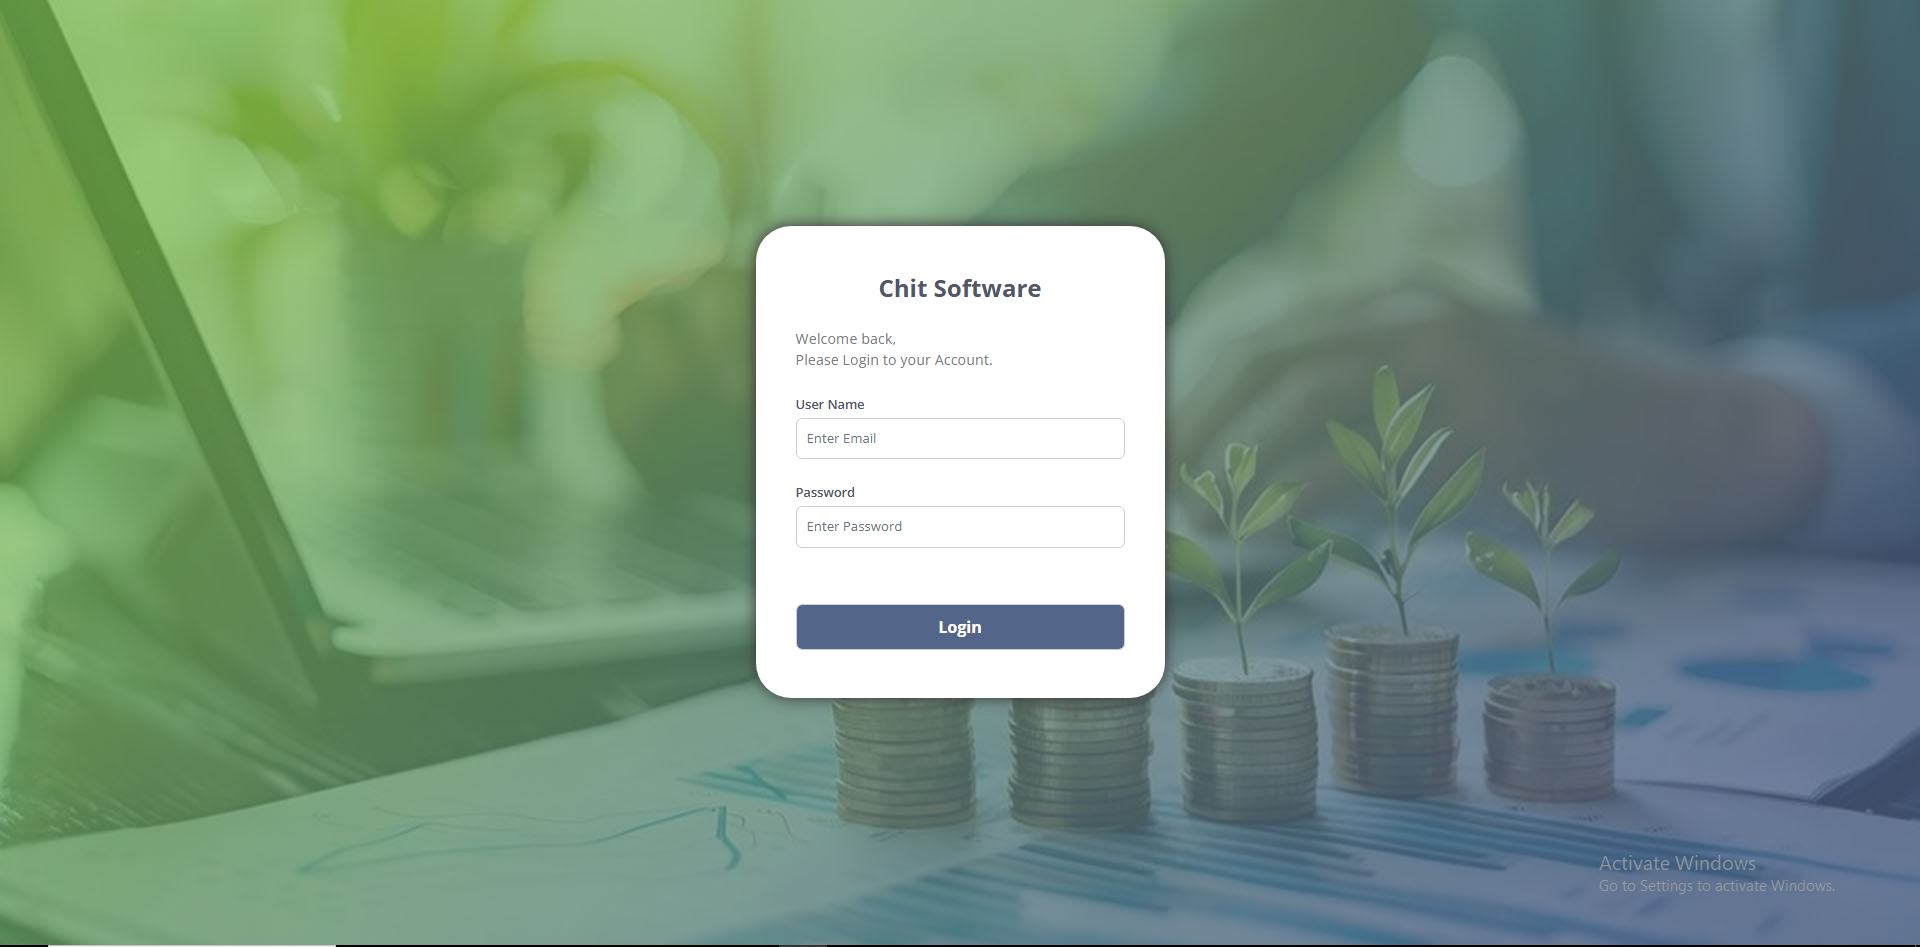 Chit Software
Welcome back,
Please Login to your Account.
User Name
Enter Email
Password
Enter Password
Login
Activate Windows
Go to Settings to activate Windows.